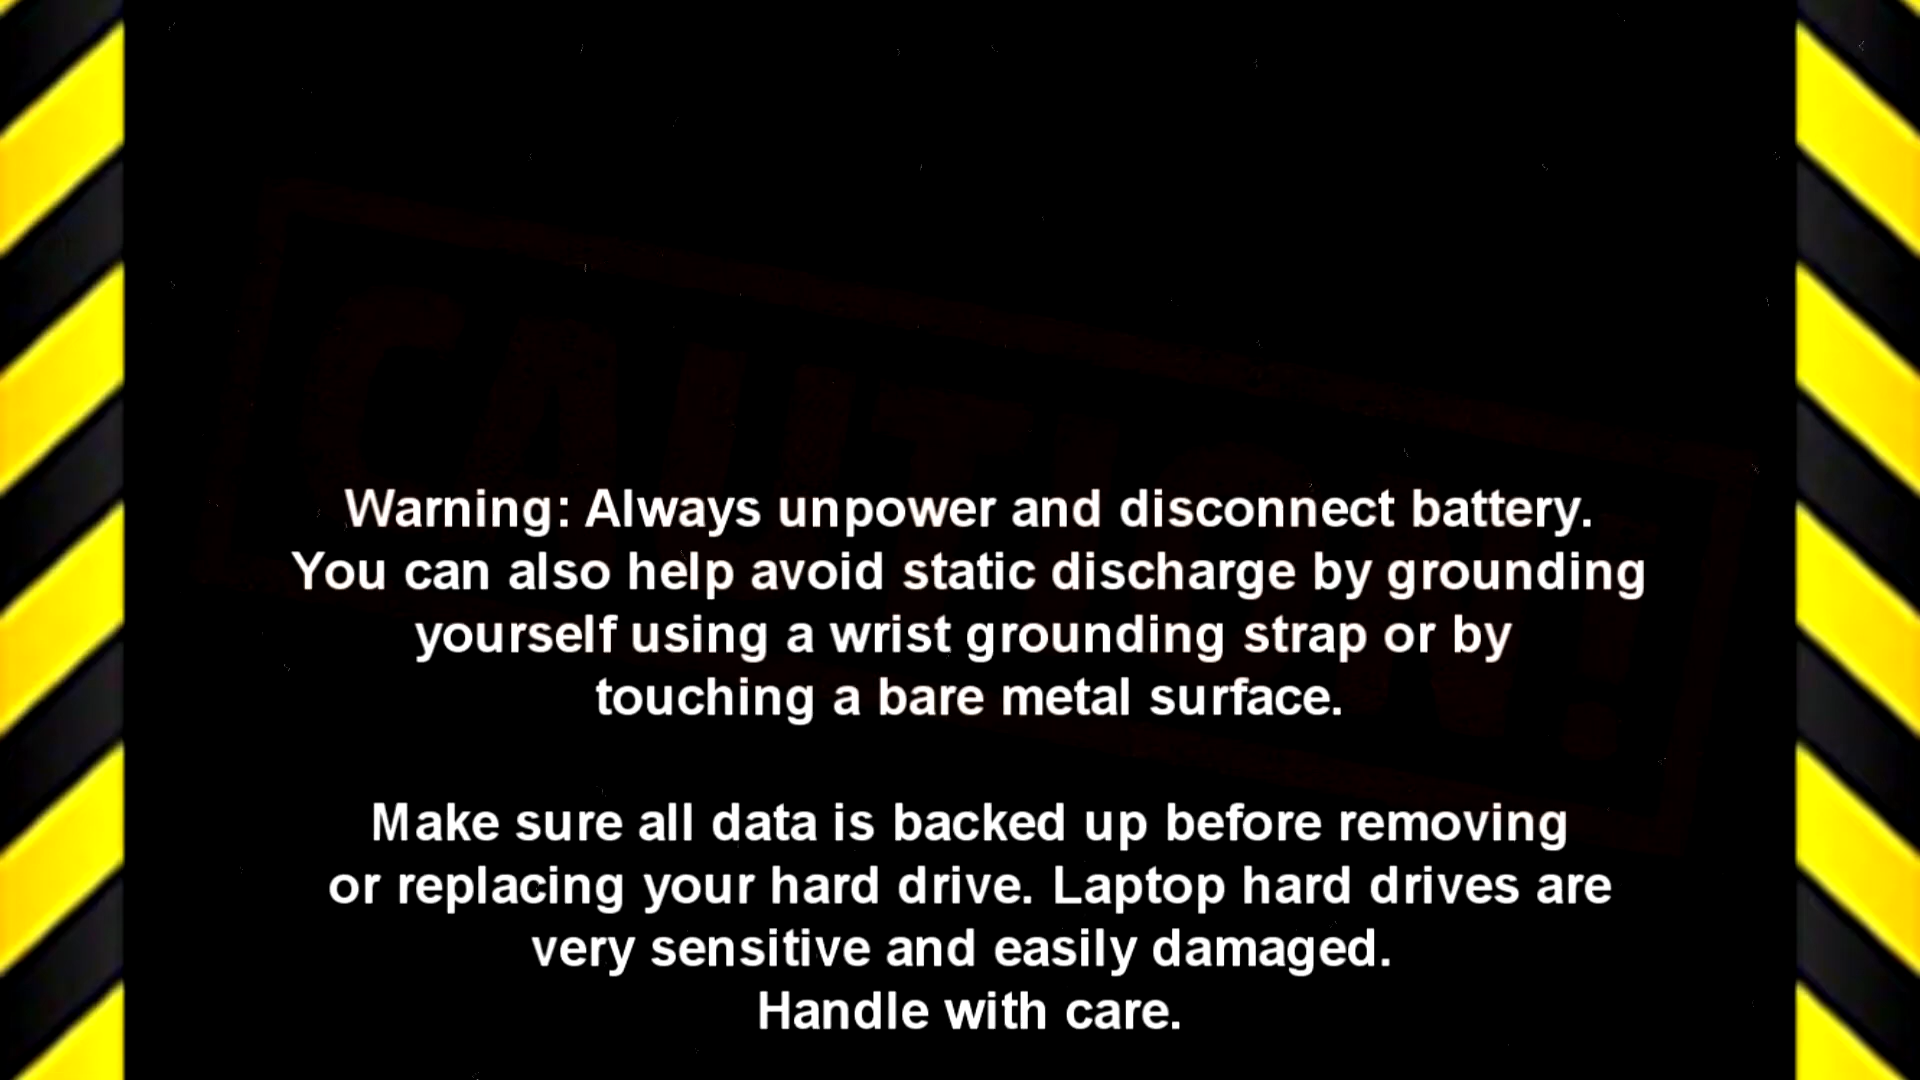 CAUTION!
Warning: Always unpower and disconnect battery.
You can also help avoid static discharge by grounding
yourself using a wrist grounding strap or by
touching a bare metal surface.
Make sure all data is backed up before removing
or replacing your hard drive. Laptop hard drives are
very sensitive and easily damaged.
Handle with care.